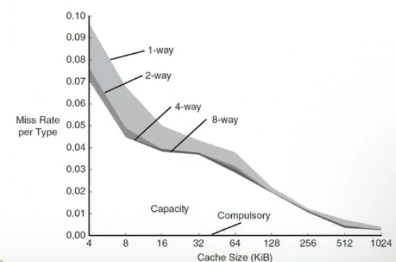 0.10
0.09
0.08
0.07
0.06
0.05
0.04
0.03
0.02
0.01
0.00
Miss Rate
per Type
1-way
2-way
4-way
8-way
Capacity
Compulsory
4 8 16 32 64 128 256 512 1024
Cache Size (KiB)